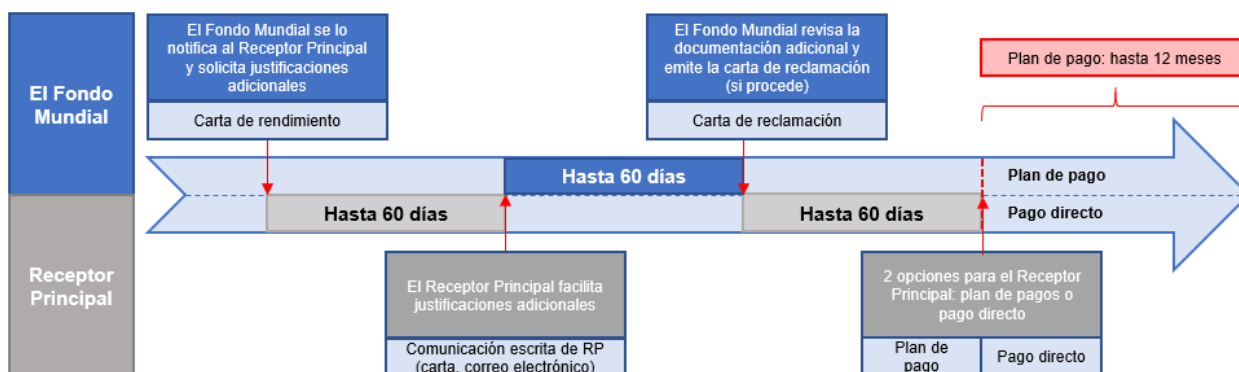 El Fondo Mundial se lo
notifica al Receptor Principal
y solicita justificaciones
adicionales
Carta de rendimiento
El Fondo Mundial revisa la
documentación adicional y
emite la carta de reclamación
(si procede)
Carta de reclamación
Plan de pago: hasta 12 meses
El Fondo
Mundial
Hasta 60 días
Plan de pago
Hasta 60 días
Hasta 60 días
Pago directo
Receptor
Principal
El Receptor Principal facilita
justificaciones adicionales
Comunicación escrita de RP
(carta, correo electrónico)
2 opciones para el Receptor
Principal: plan de pagos o
pago directo
Plan de
pago
Pago directo